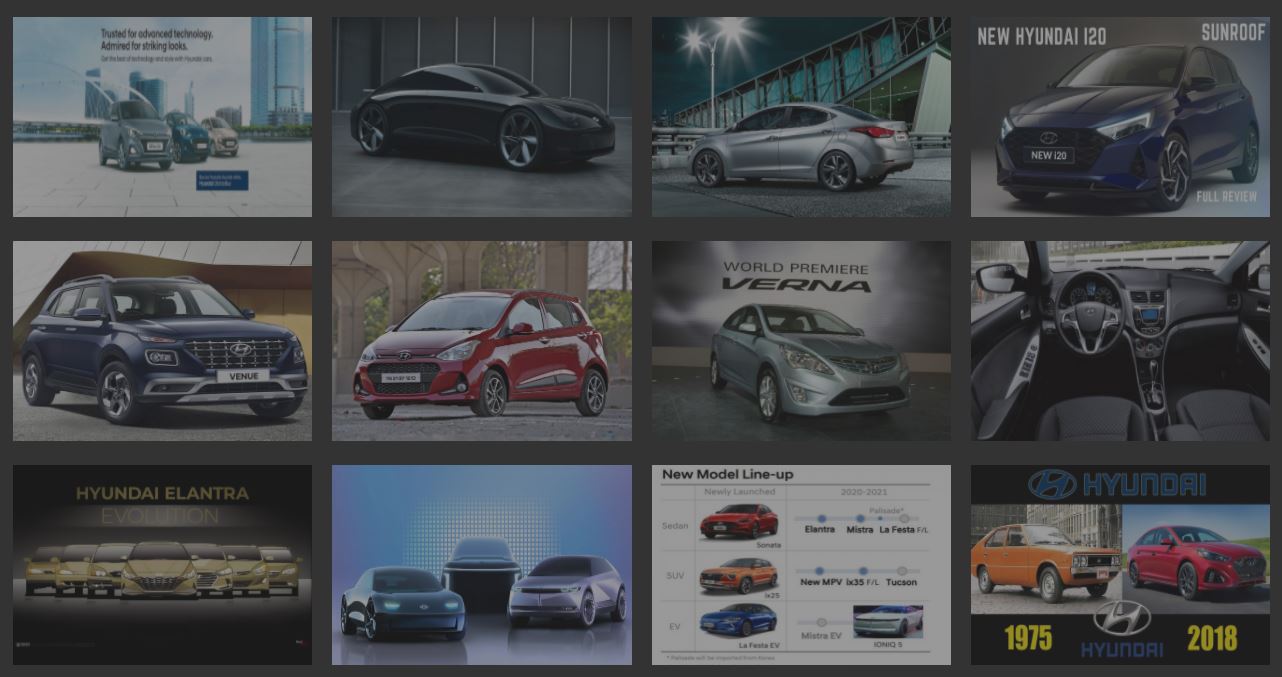 Trusted for advanced technology.
Admired for striking looks.
Get the best of technology and style with Hyundai cars.
NEW HYUNDAI I20
SUNROOF
NEW i20
FULL REVIEW
VENUE
WORLD PREMIERE
VERNA
HYUNDAI ELANTRA
EVOLUTION
New Model Line-up
Newly Launched
2020-2021
Sedan
Sonata
Palisade*
Elantra Mistra La Festa F/L
SUV
ix25
New MPV ix35 F/L Tucson
EV
La Festa EV
Mistra EV
IONIQ 5
* Palisade will be imported from Korea
HYUNDAI
1975
HYUNDAI
2018